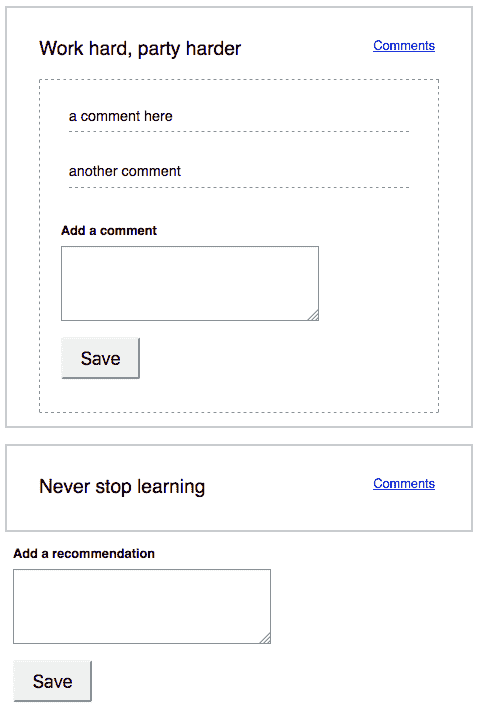 Work hard, party harder
Comments
a comment here
another comment
Add a comment
Save
Never stop learning
Comments
Add a recommendation
Save